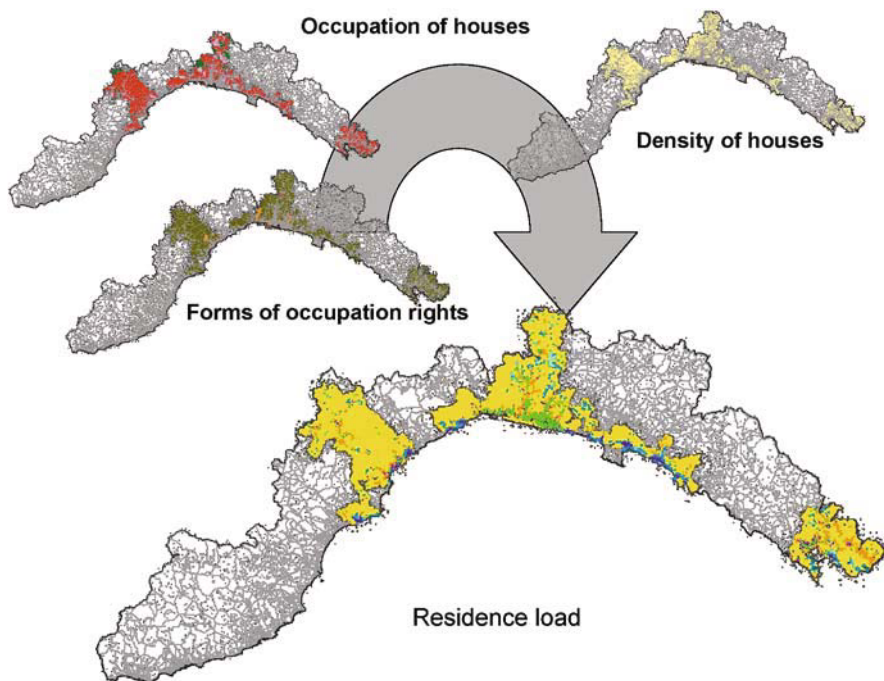 Occupation of houses
Density of houses
Forms of occupation rights
Residence load